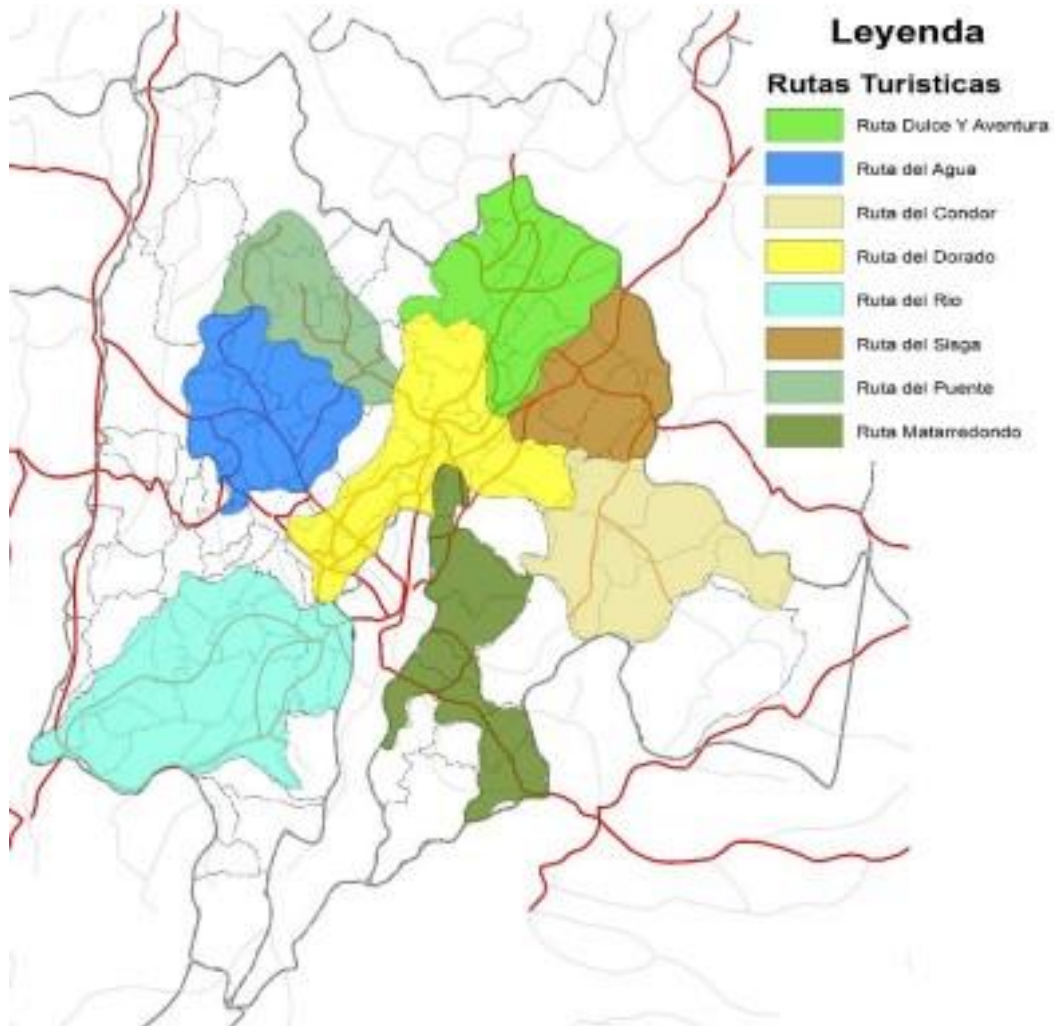 Leyenda
Rutas Turisticas
Ruta Dulce Y Aventura
Ruta del Agua
Ruta del Condor
Ruta del Dorado
Ruta del Rio
Ruta del Sisga
Ruta del Puente
Ruta Matarredondo